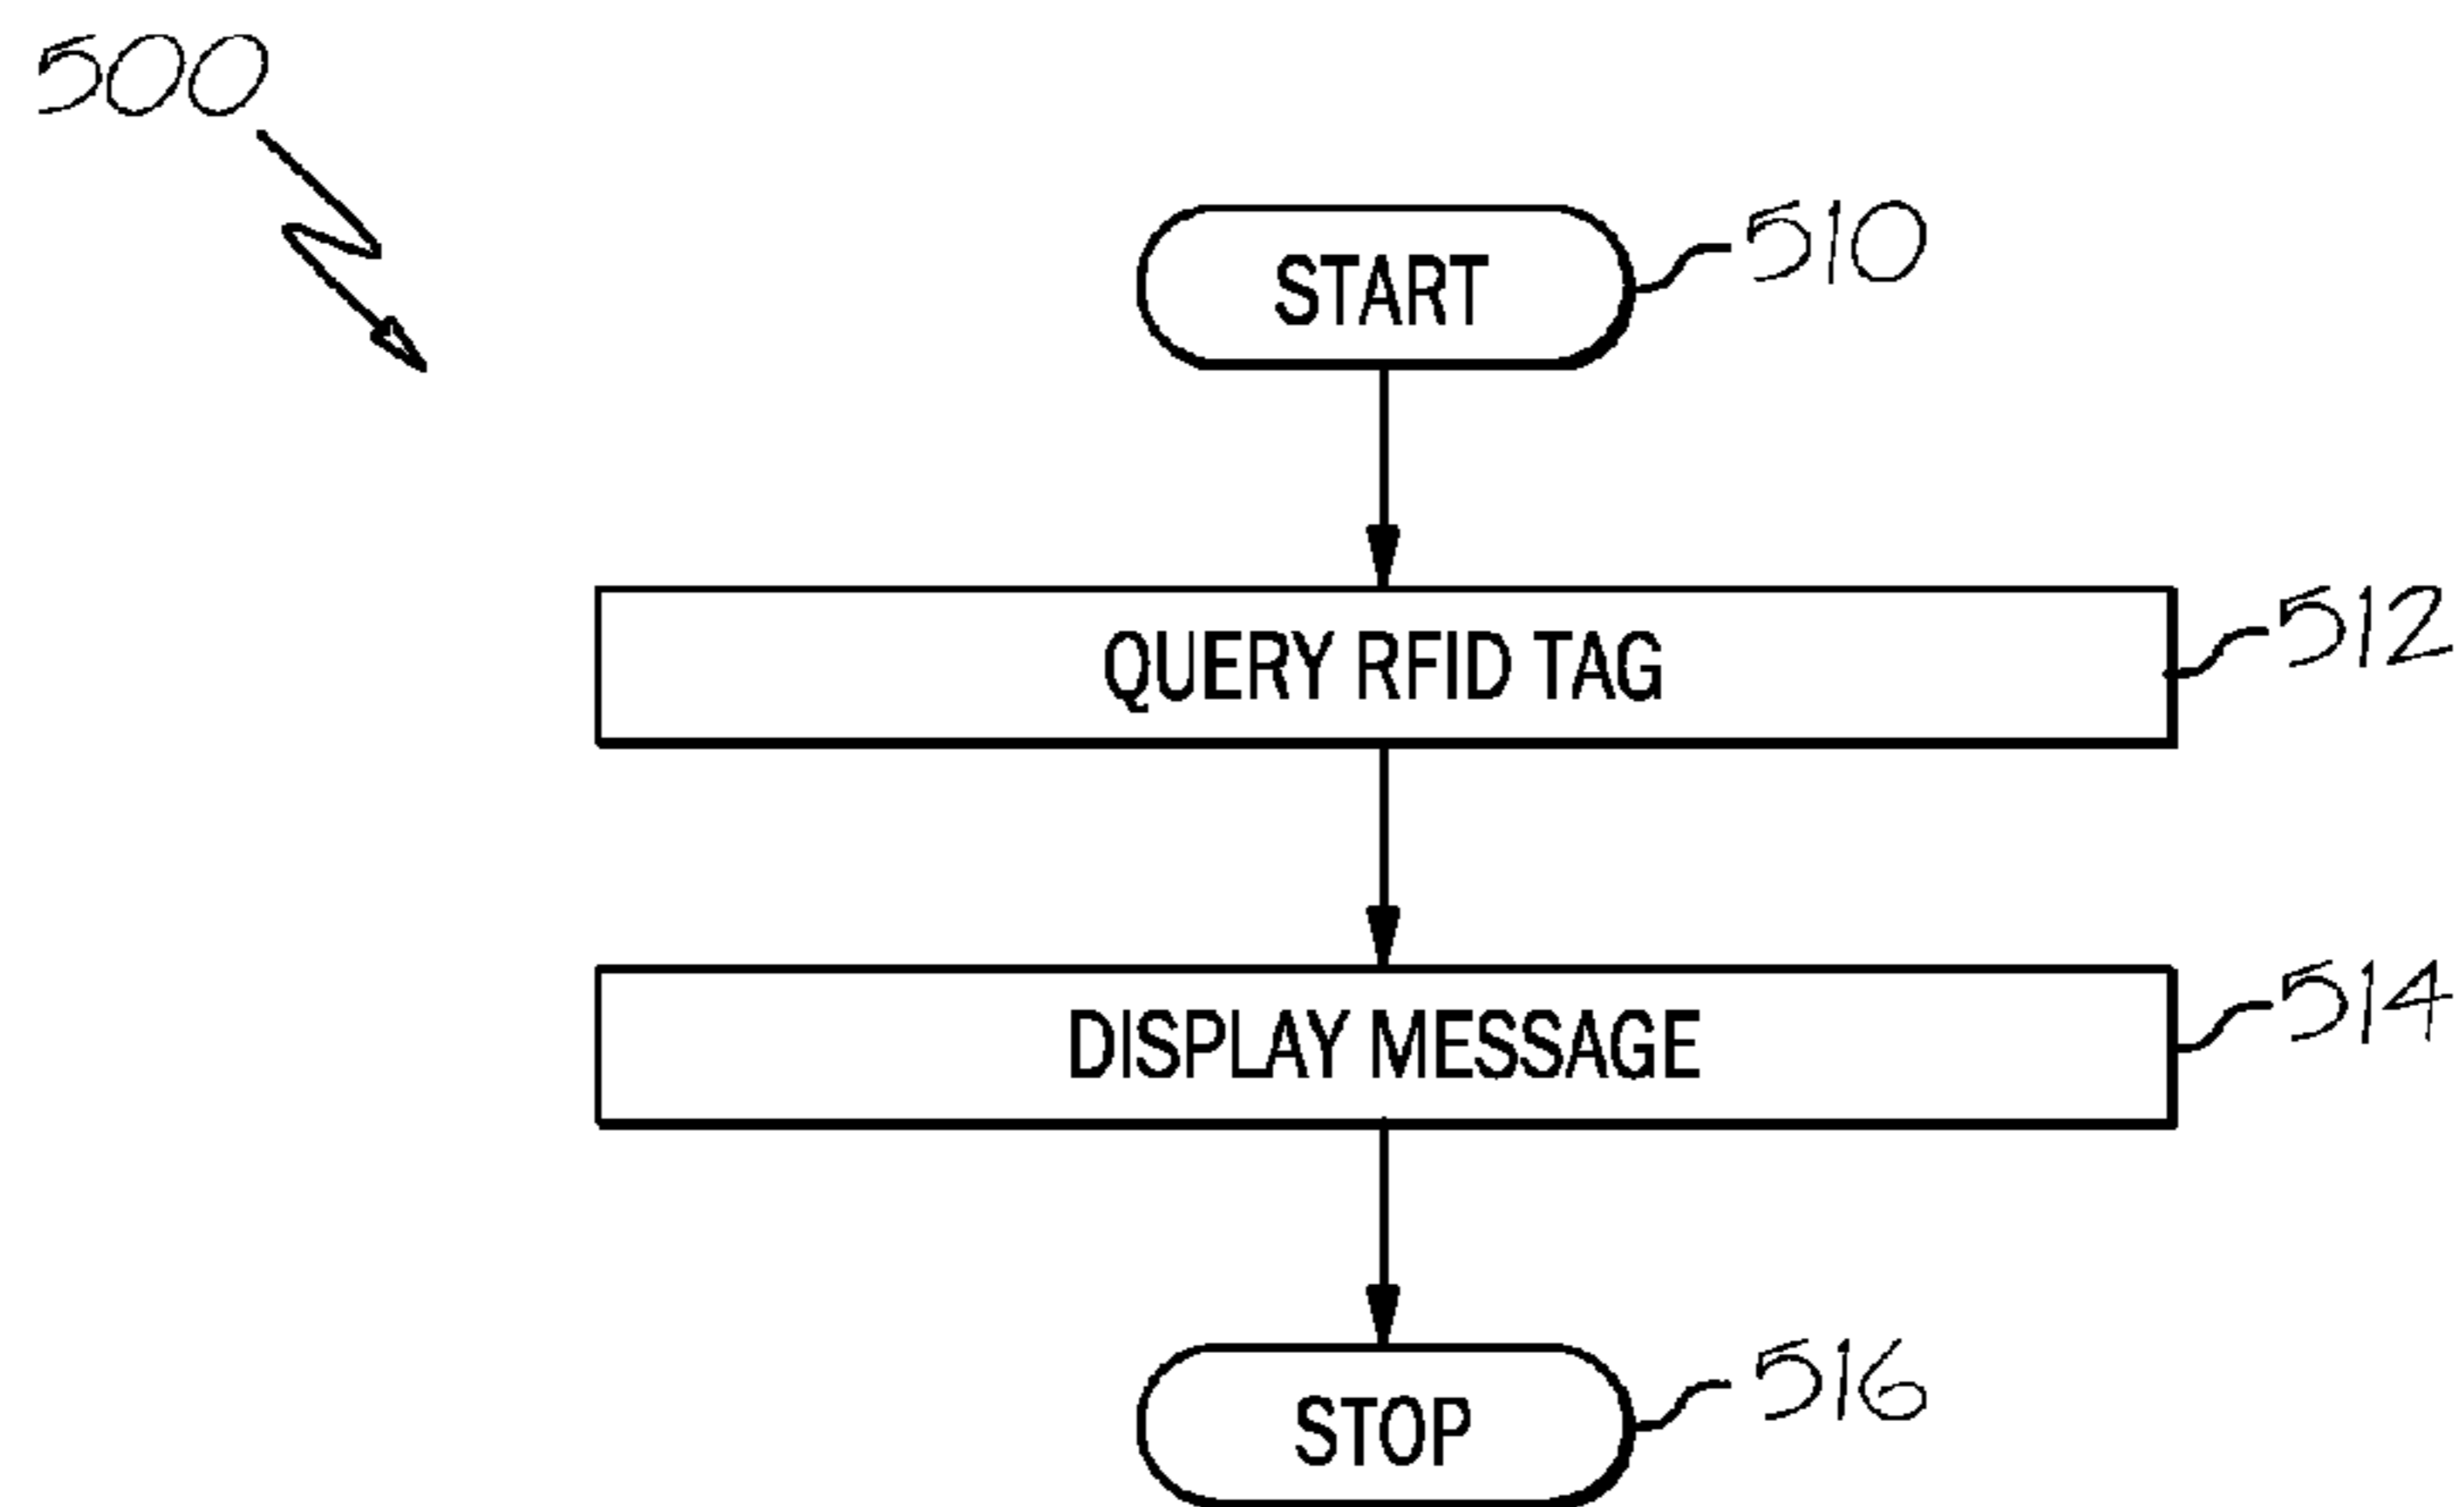 500
START
510
QUERY RFID TAG
512
DISPLAY MESSAGE
514
STOP
516